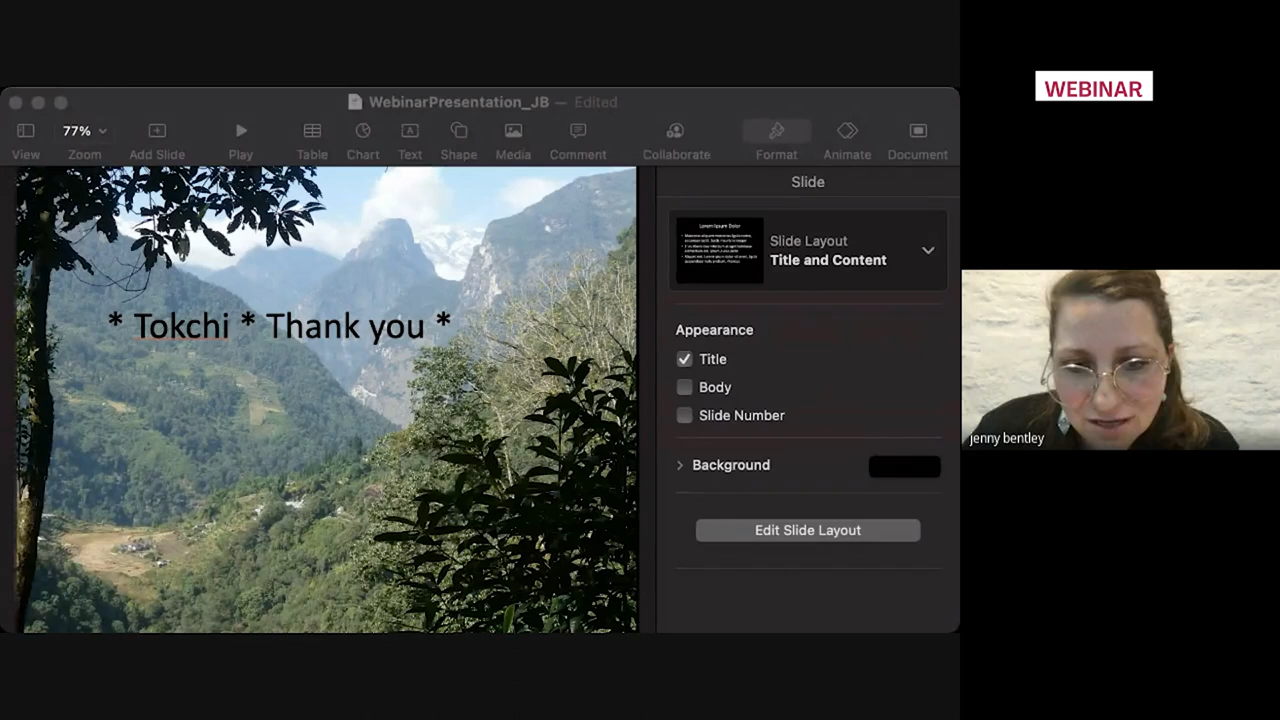 WEBINAR
WebinarPresentation_JB — Edited
77%
View Zoom Add Slide Play Table Chart Text Shape Media Comment Collaborate Format Animate Document
Slide
Slide Layout
Title and Content
* Tokchi * Thank you *
Appearance
Title
Body
Slide Number
Background
Edit Slide Layout
jenny bentley